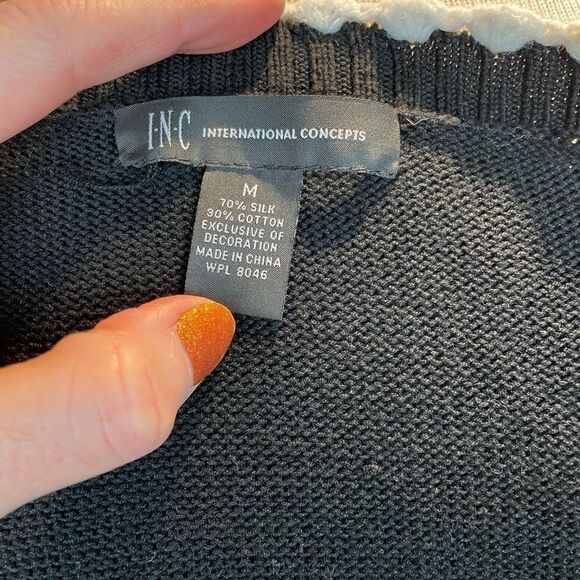 I·N·C INTERNATIONAL CONCEPTS
M
70% SILK
30% COTTON
EXCLUSIVE OF
DECORATION
MADE IN CHINA
WPL 8046